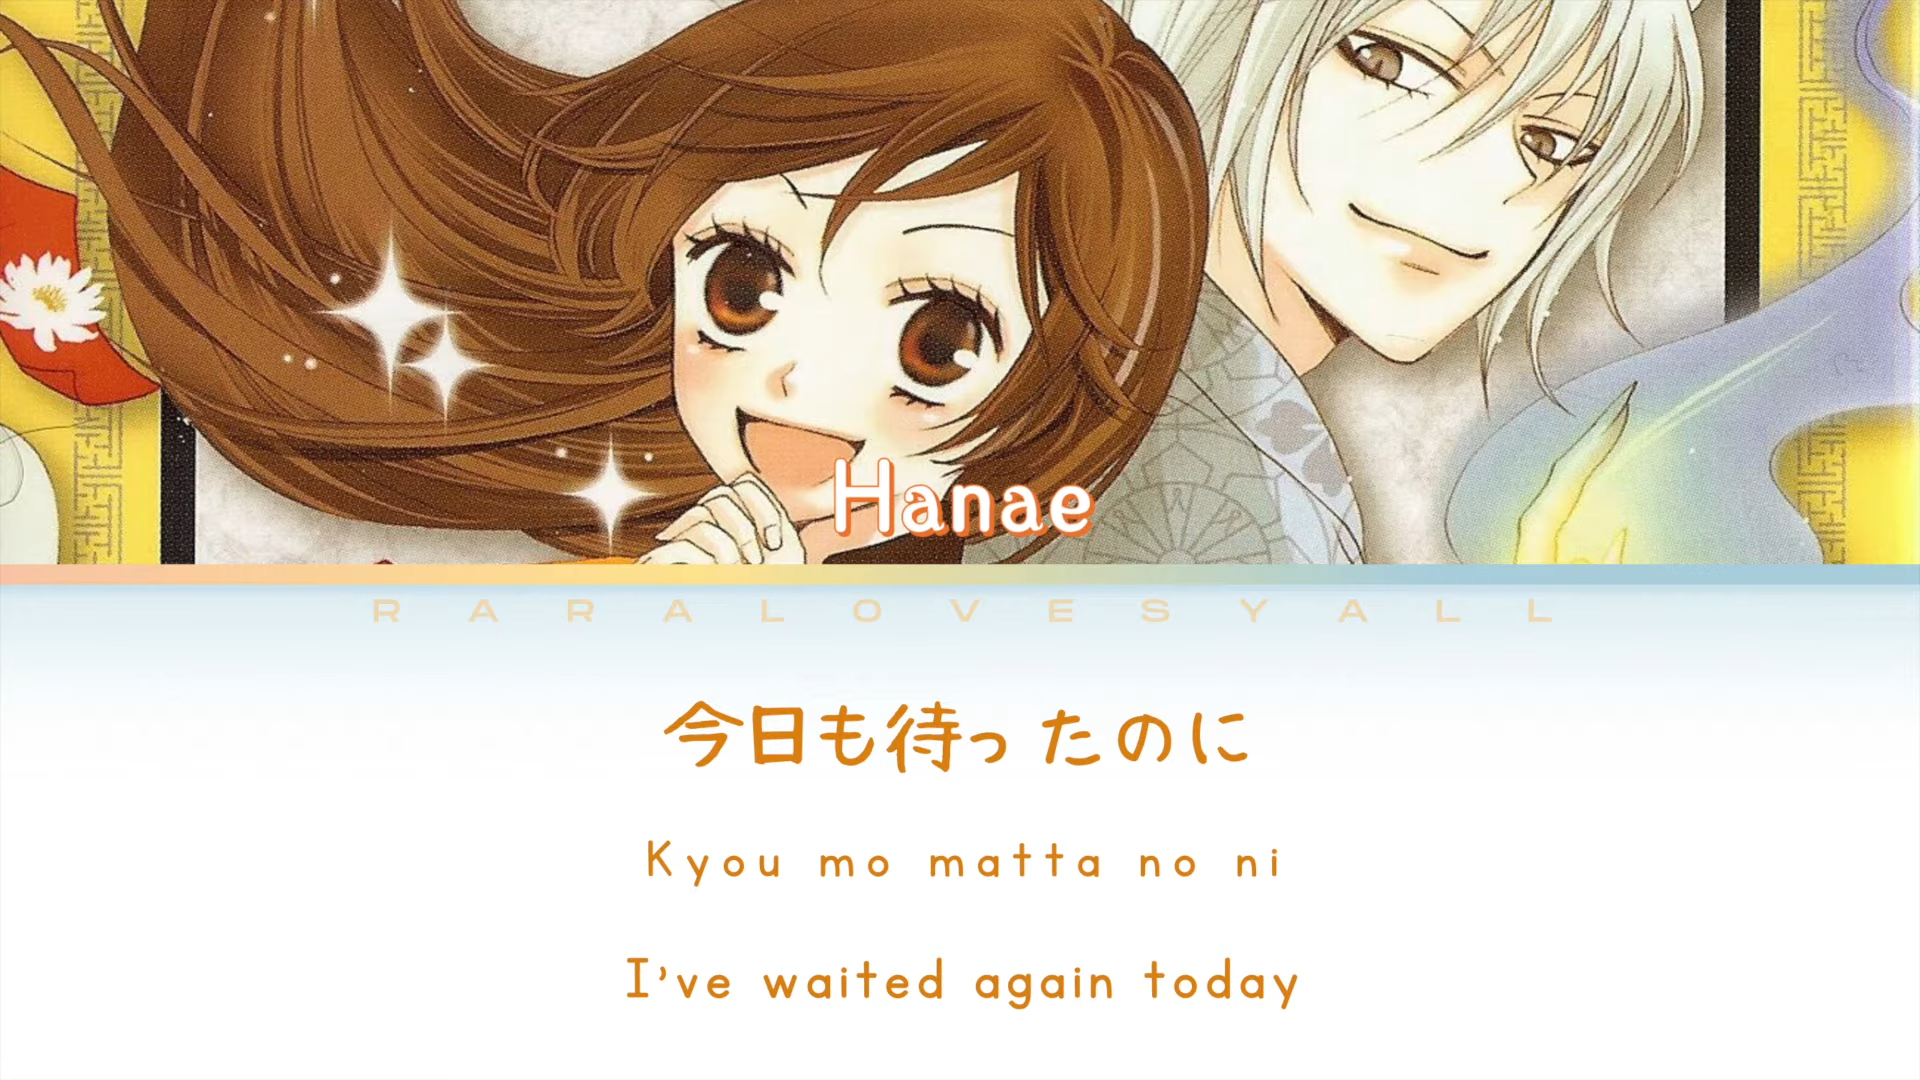 Hanae
RARALOVESYALL
今日も待ったのに
Kyou mo matta no ni
I've waited again today